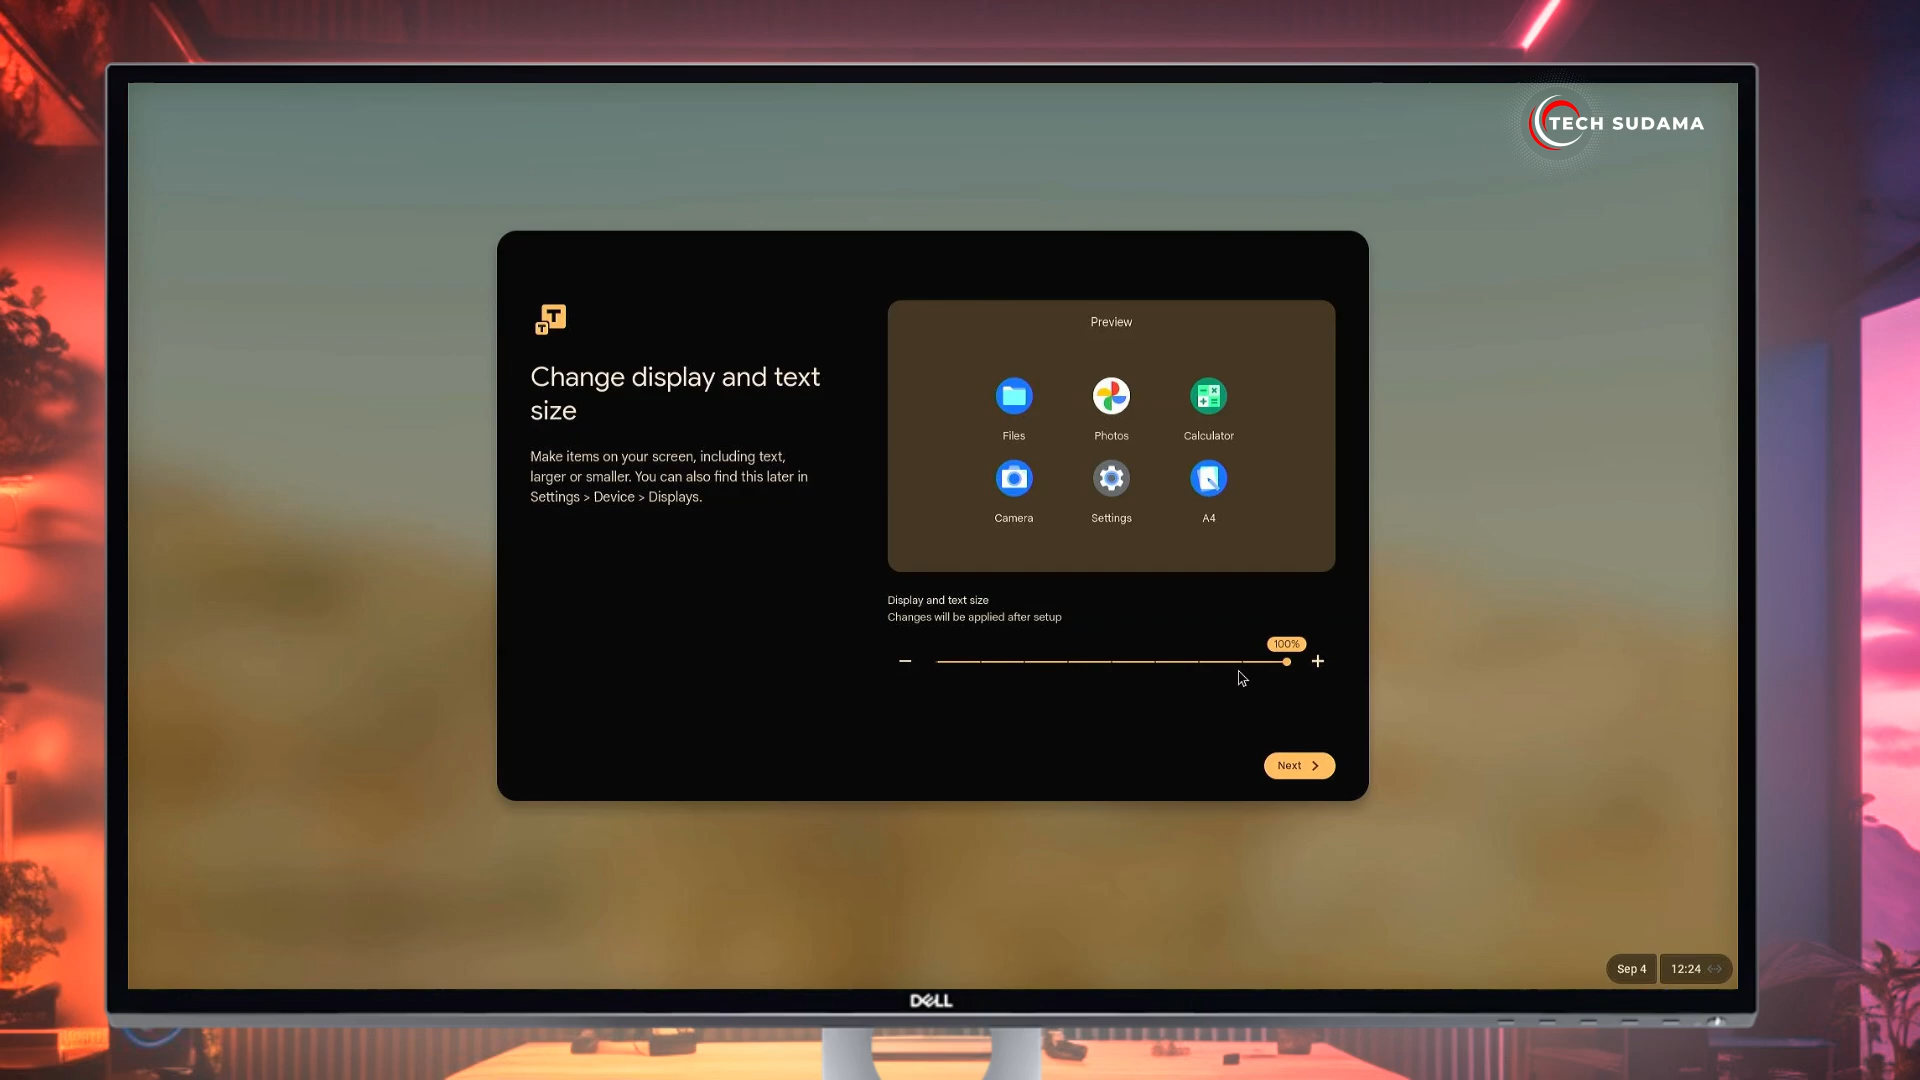 TECH SUDAMA
Change display and text
size
Make items on your screen, including text,
larger or smaller. You can also find this later in
Settings > Device > Displays.
Preview
Files
Photos
Calculator
Camera
Settings
A4
Display and text size
Changes will be applied after setup
100%
Next
Sep 4
12:24
DELL